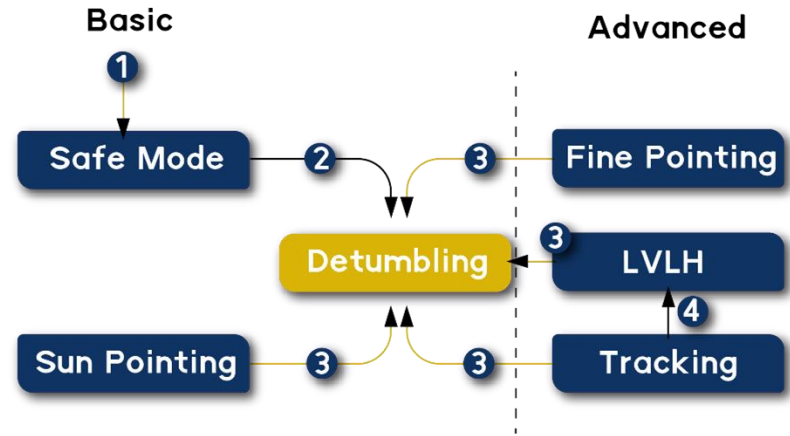 Basic
Advanced
1
Safe Mode
2
3
Fine Pointing
Detumbling
3
LVLH
4
Sun Pointing
3
3
Tracking